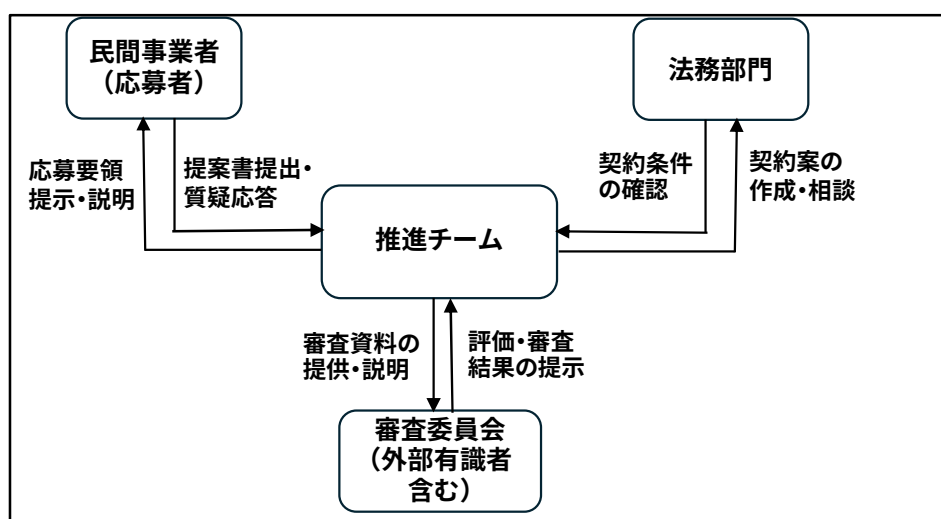 民間事業者
（応募者）
法務部門
応募要領
提示・説明
提案書提出・
質疑応答
契約条件
の確認
契約案の
作成・相談
推進チーム
審査資料の
提供・説明
評価・審査
結果の提示
審査委員会
（外部有識者
含む）